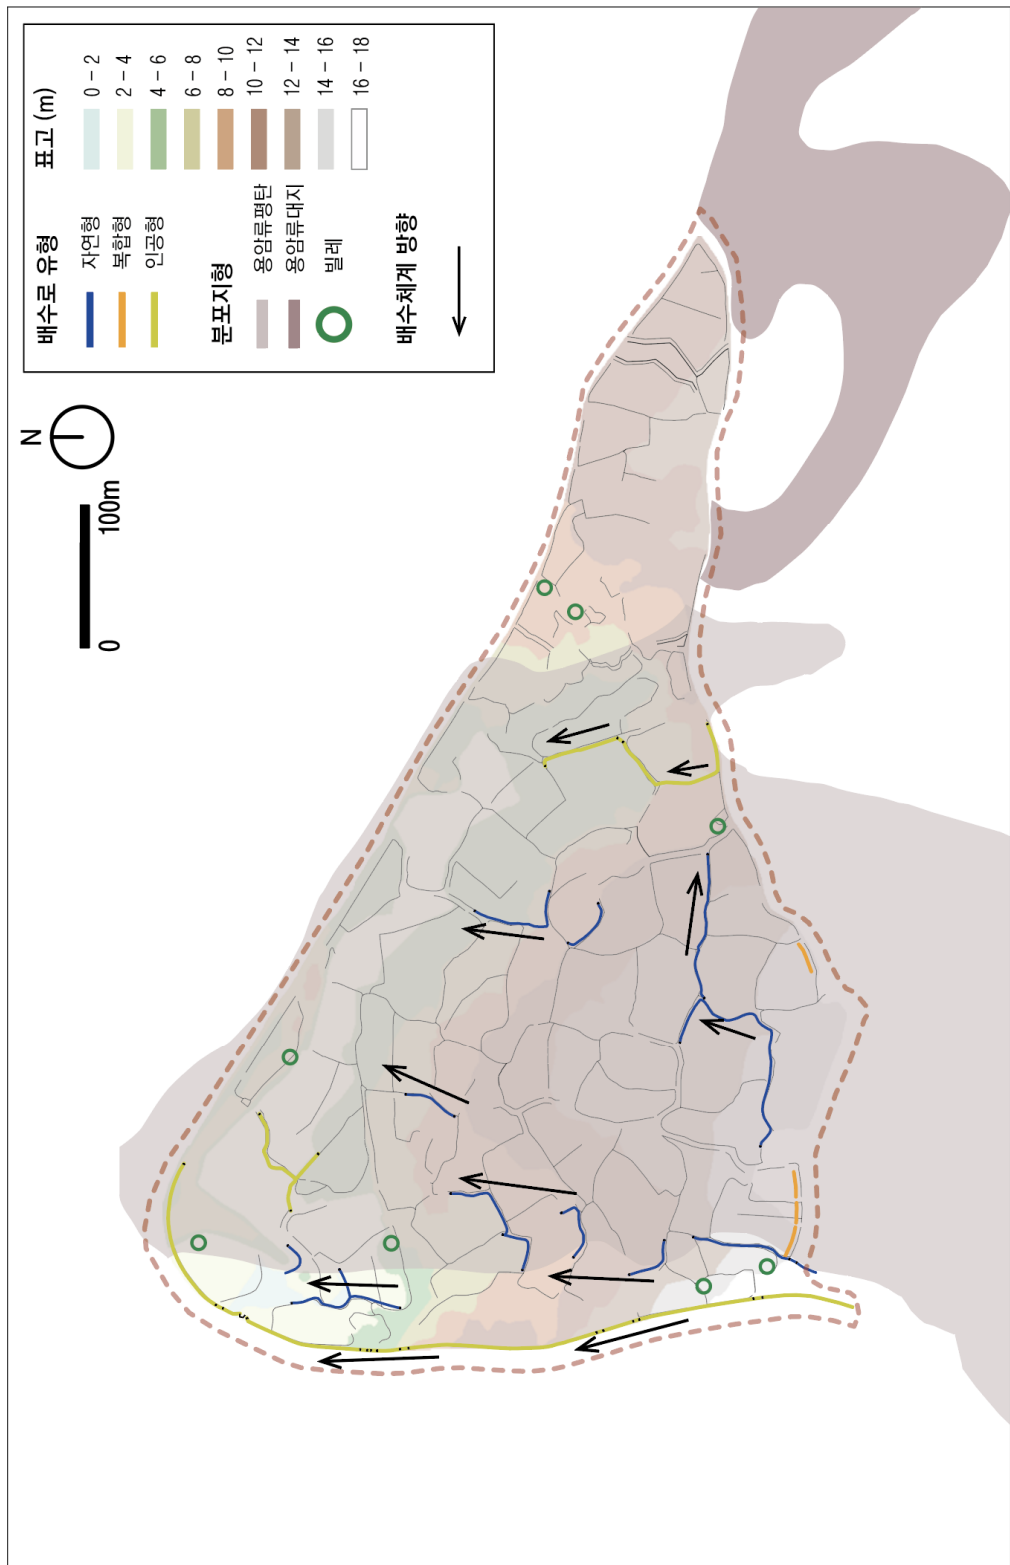 배수로 유형
자연형
복합형
인공형
표고 (m)
0 – 2
2 – 4
4 – 6
6 – 8
8 – 10
10 – 12
12 – 14
14 – 16
16 – 18
분포지형
용암류평탄
용암류대지
빌레
배수체계 방향
N
0 100m